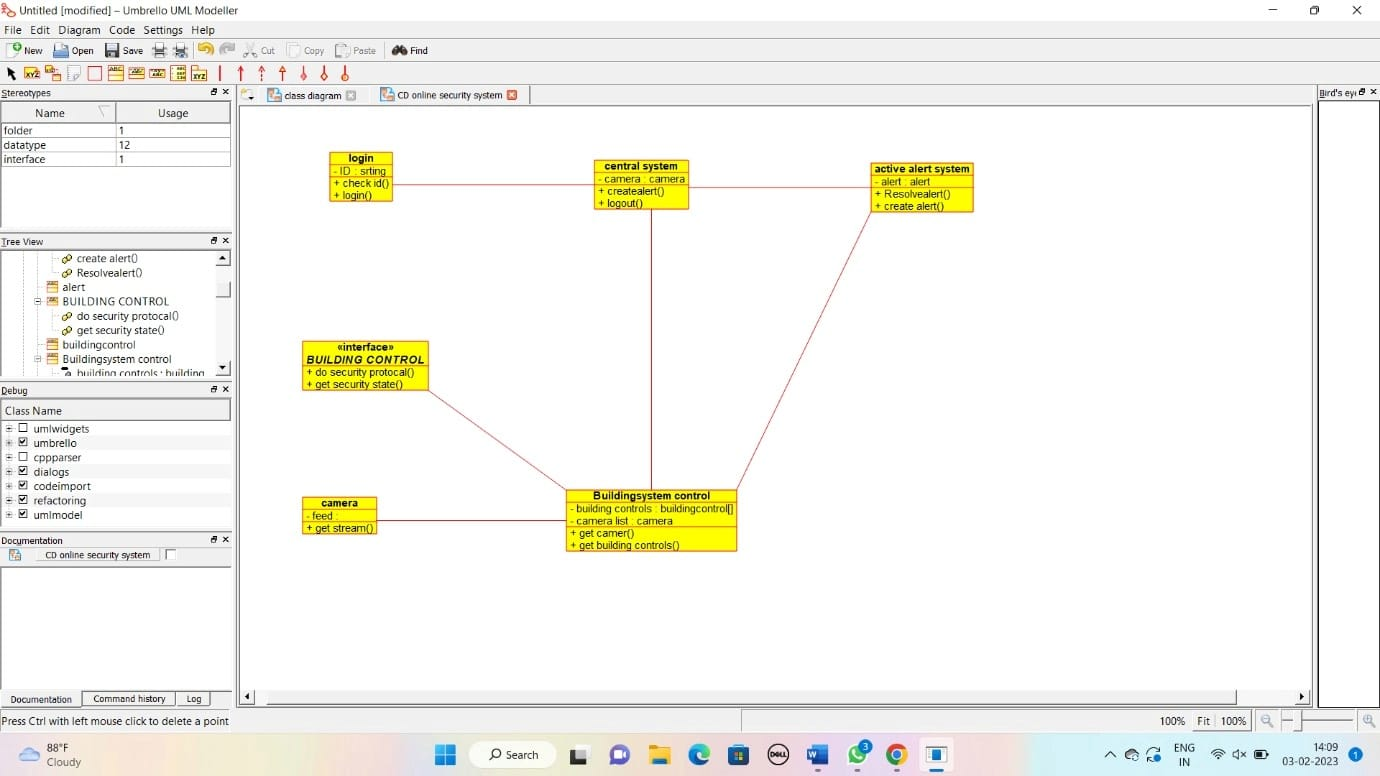 Untitled [modified] – Umbrello UML Modeller
File Edit Diagram Code Settings Help
New Open Save Cut Copy Paste Find
Stereotypes
Name Usage
folder 1
datatype 12
interface 1
Tree View
create alert()
Resolvealert()
alert
BUILDING CONTROL
do security protocal()
get security state()
buildingcontrol
Buildingsystem control
building controls : building
Debug
Class Name
umlwidgets
umbrello
cppparser
dialogs
codeimport
refactoring
umlmodel
Documentation
CD online security system
Documentation Command history Log
Press Ctrl with left mouse click to delete a point
class diagram CD online security system
login
- ID : srting
+ check id()
+ login()
central system
- camera : camera
+ createalert()
+ logout()
active alert system
- alert : alert
+ Resolvealert()
+ create alert()
«interface»
BUILDING CONTROL
+ do security protocal()
+ get security state()
camera
- feed :
+ get stream()
Buildingsystem control
- building controls : buildingcontrol[]
- camera list : camera
+ get camer()
+ get building controls()
Bird's eye
100% Fit 100%
88°F
Cloudy
Search
DELL
W
3
ENG
IN
14:09
03-02-2023
1